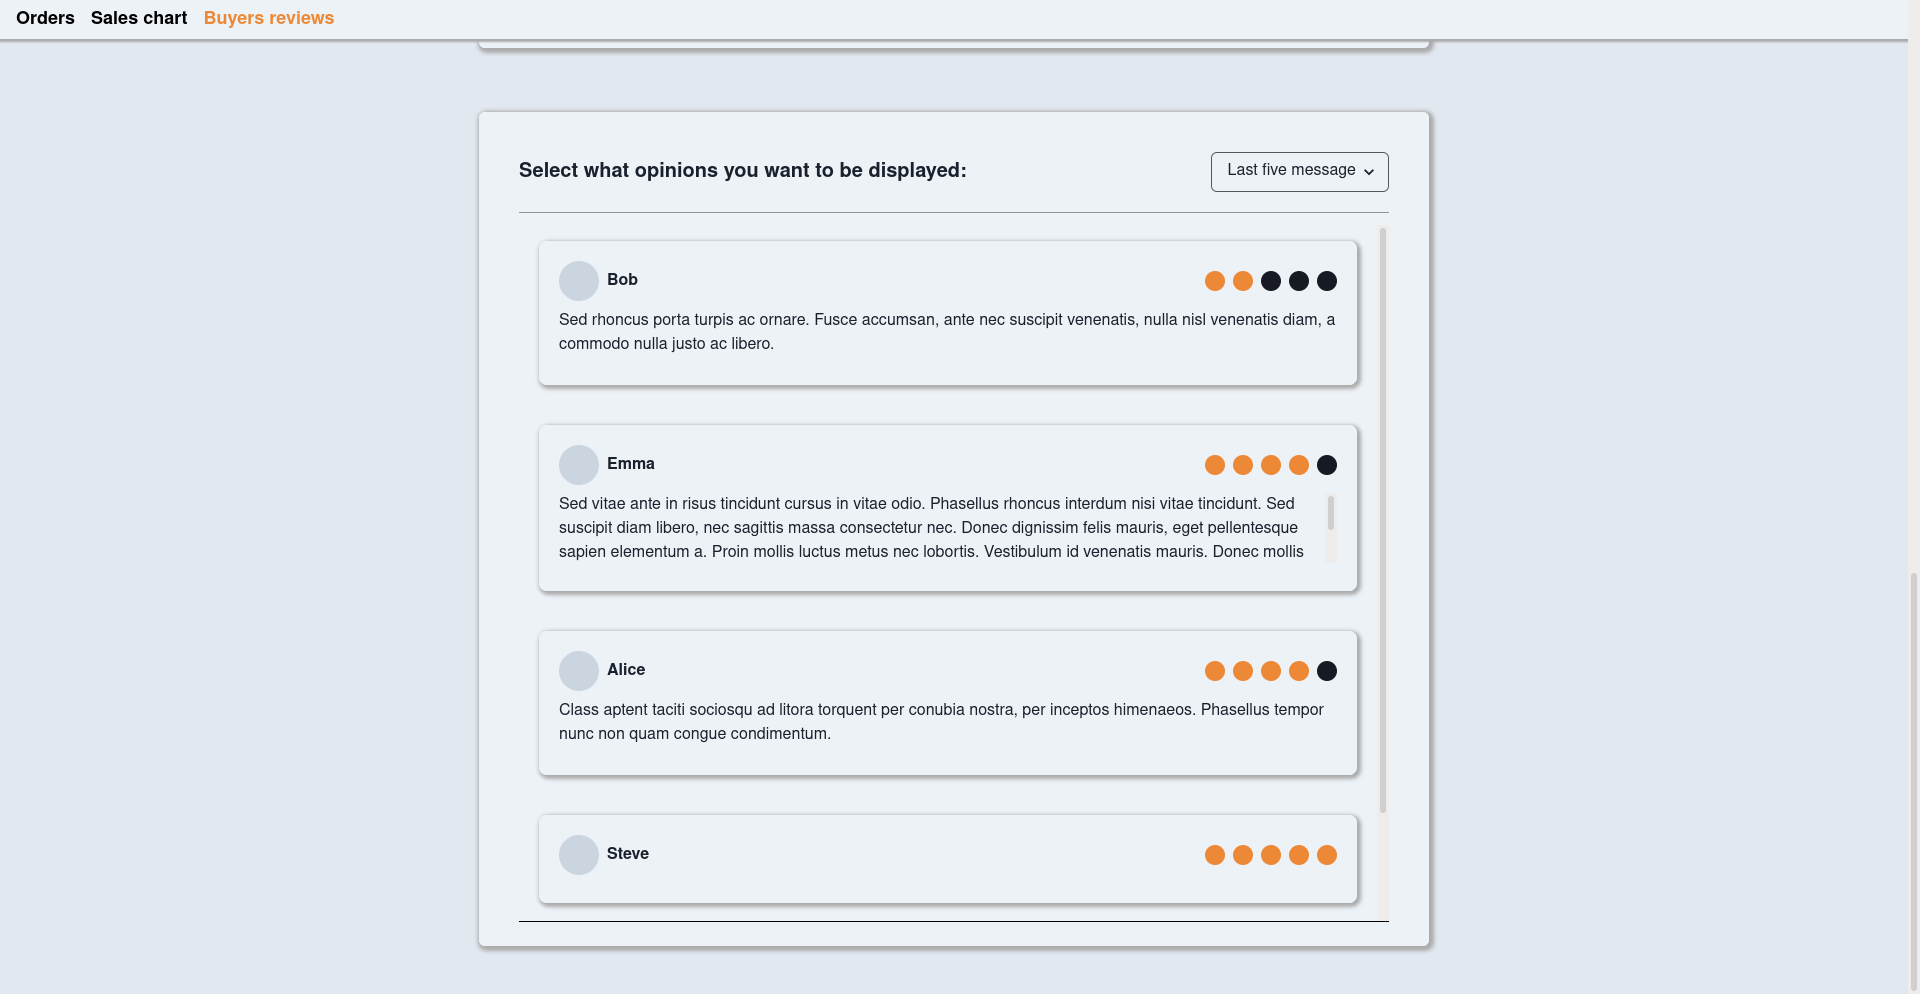 Orders Sales chart Buyers reviews
Select what opinions you want to be displayed:
Last five message
Bob
Sed rhoncus porta turpis ac ornare. Fusce accumsan, ante nec suscipit venenatis, nulla nisl venenatis diam, a
commodo nulla justo ac libero.
Emma
Sed vitae ante in risus tincidunt cursus in vitae odio. Phasellus rhoncus interdum nisi vitae tincidunt. Sed
suscipit diam libero, nec sagittis massa consectetur nec. Donec dignissim felis mauris, eget pellentesque
sapien elementum a. Proin mollis luctus metus nec lobortis. Vestibulum id venenatis mauris. Donec mollis
Alice
Class aptent taciti sociosqu ad litora torquent per conubia nostra, per inceptos himenaeos. Phasellus tempor
nunc non quam congue condimentum.
Steve